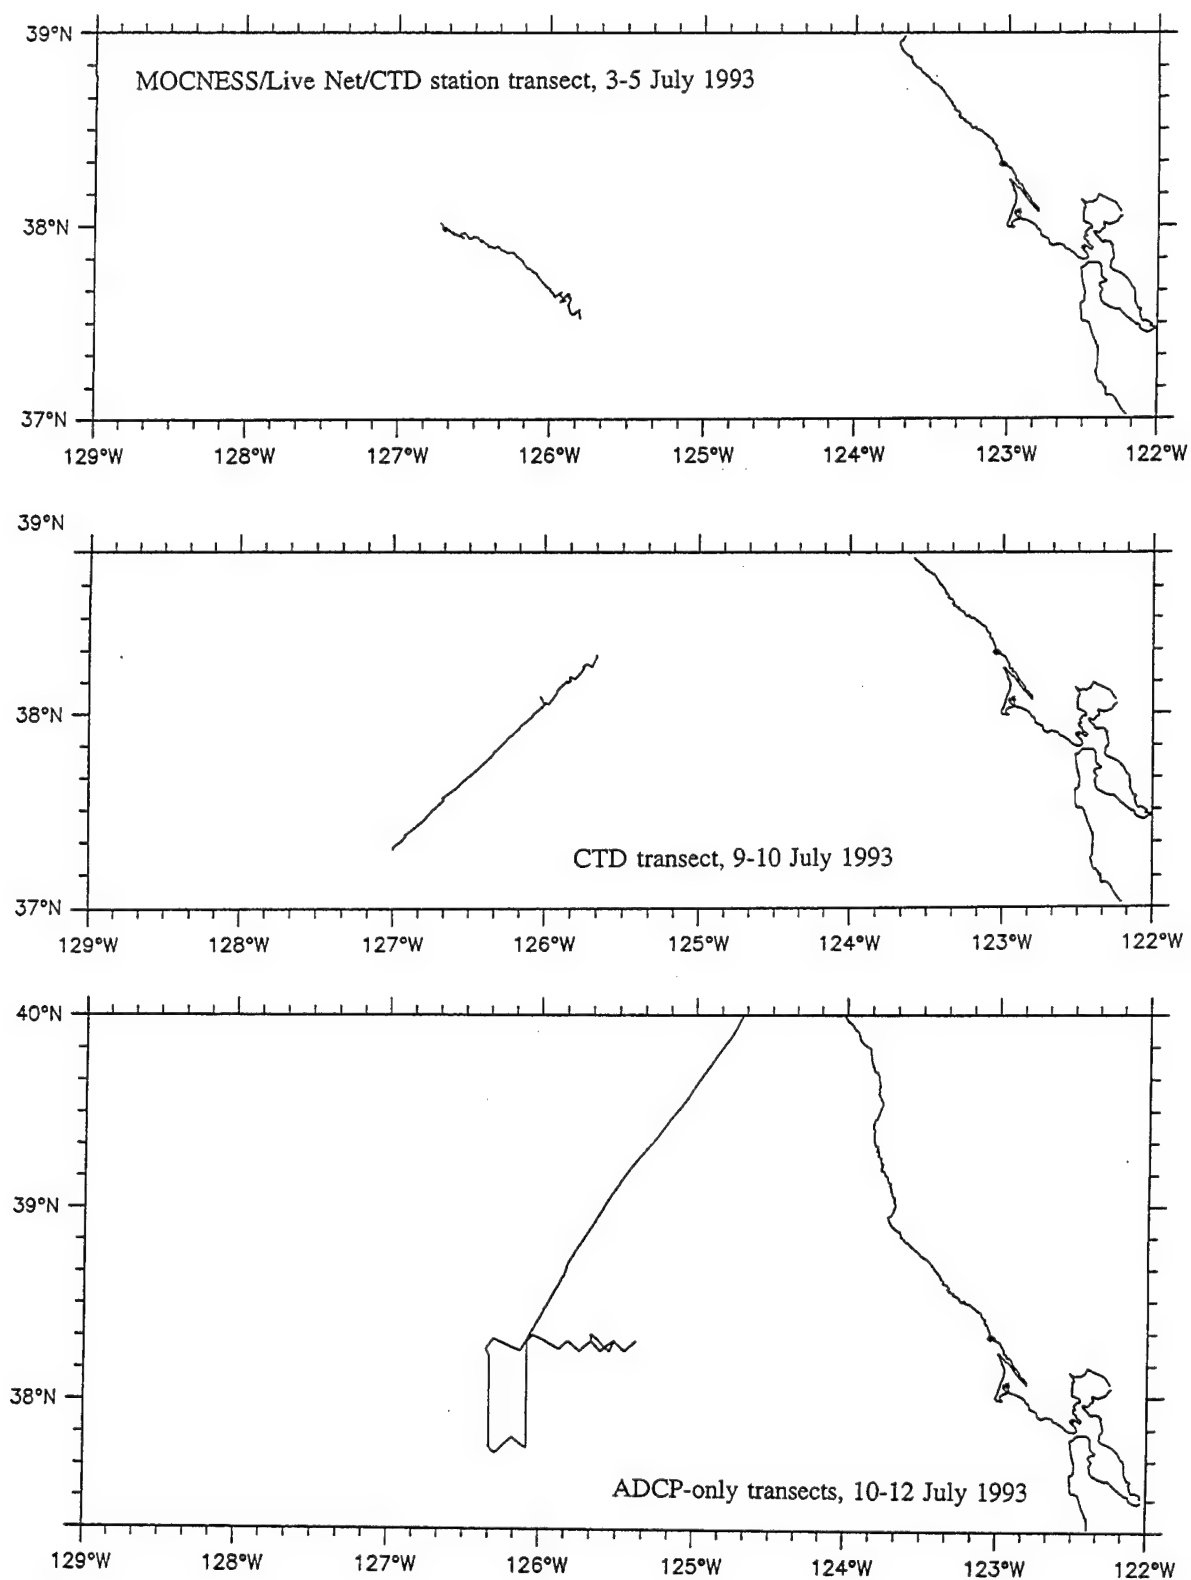 39°N
MOCNESS/Live Net/CTD station transect, 3-5 July 1993
38°N
37°N
129°W 128°W 127°W 126°W 125°W 124°W 123°W 122°W
39°N
38°N
CTD transect, 9-10 July 1993
37°N
129°W 128°W 127°W 126°W 125°W 124°W 123°W 122°W
40°N
39°N
38°N
ADCP-only transects, 10-12 July 1993
129°W 128°W 127°W 126°W 125°W 124°W 123°W 122°W